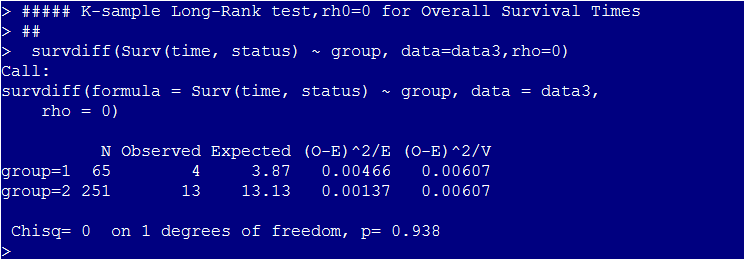 > ##### K-sample Long-Rank test,rh0=0 for Overall Survival Times
> ##
>  survdiff(Surv(time, status) ~ group, data=data3,rho=0)
Call:
survdiff(formula = Surv(time, status) ~ group, data = data3,
    rho = 0)

          N Observed Expected (O-E)^2/E (O-E)^2/V
group=1  65        4     3.87   0.00466   0.00607
group=2 251       13    13.13   0.00137   0.00607

 Chisq= 0  on 1 degrees of freedom, p= 0.938
>